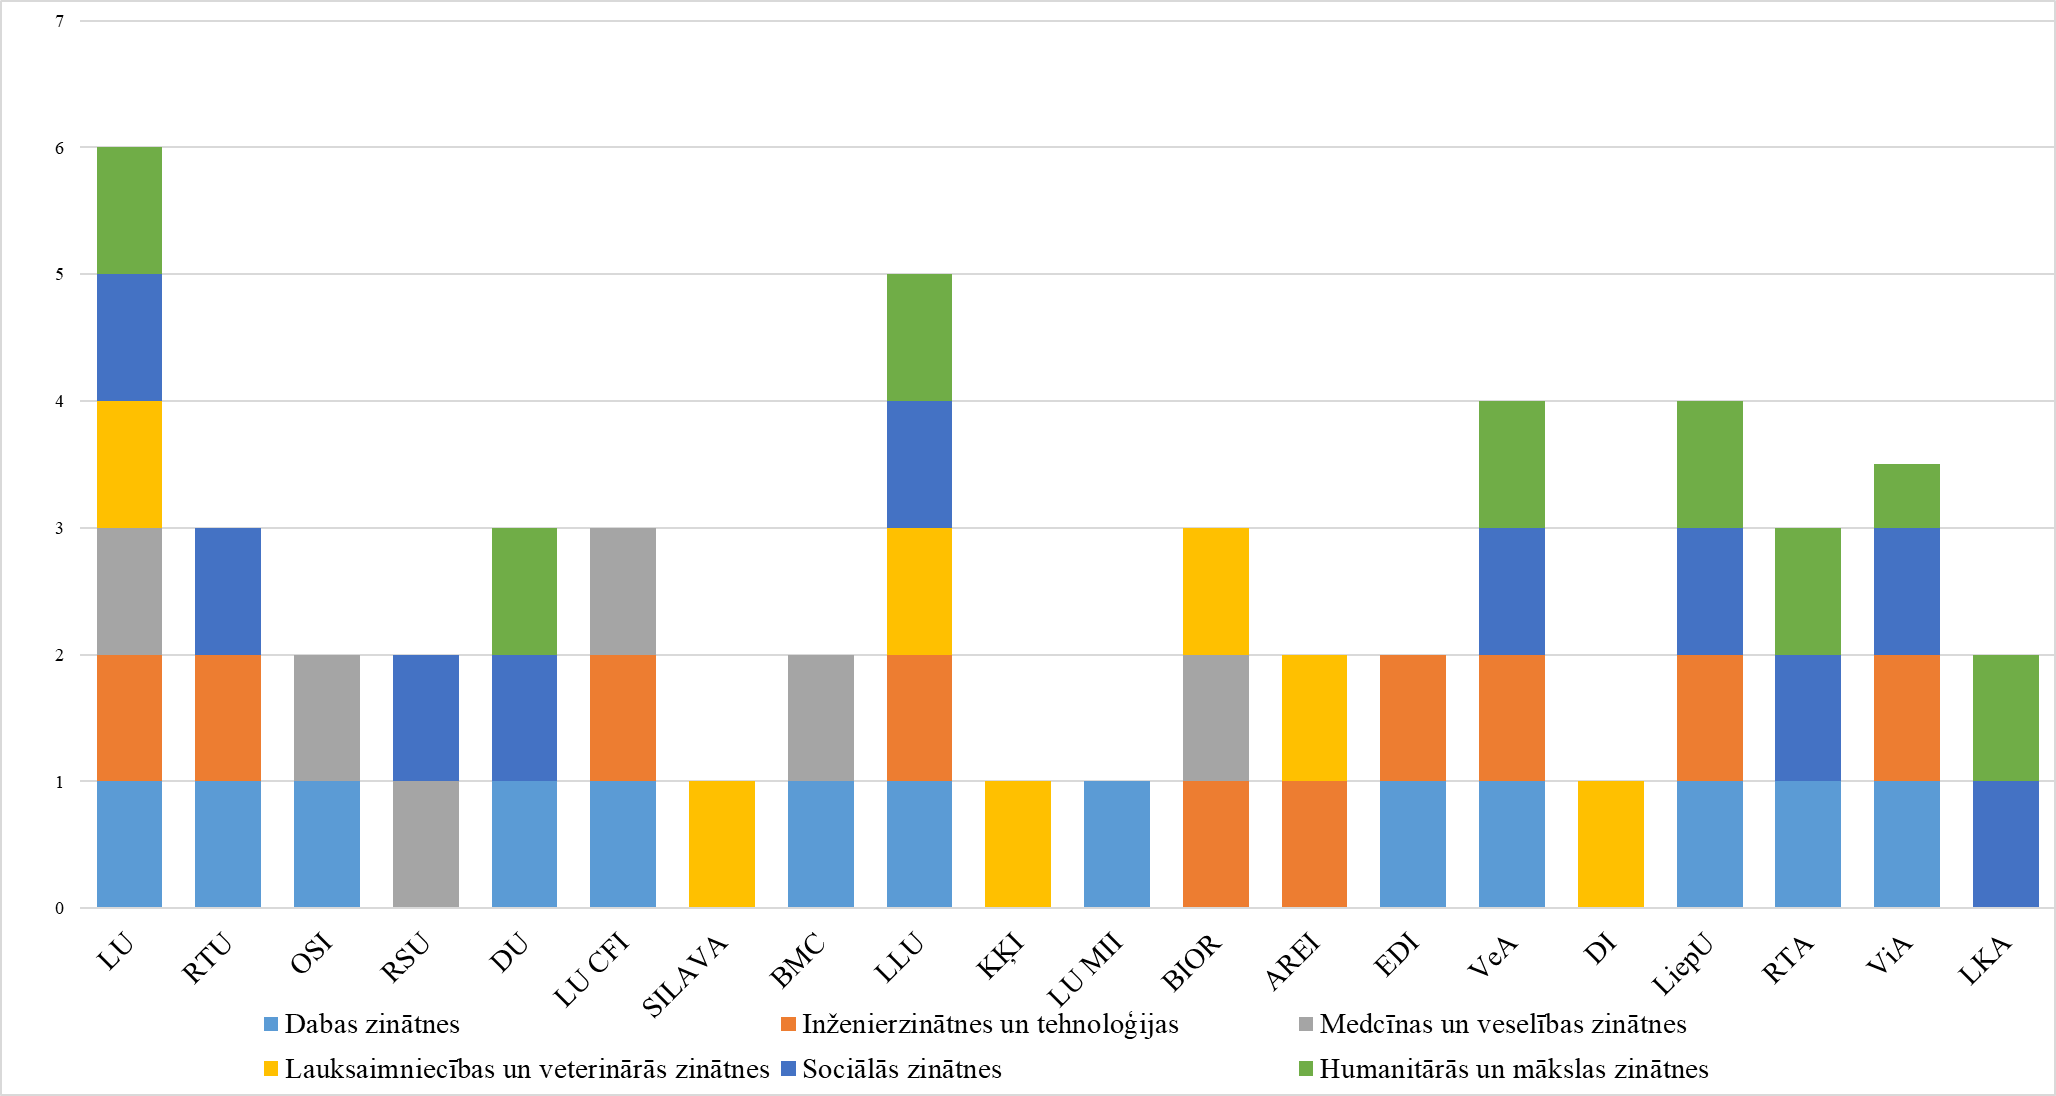 7
6
5
4
3
2
1
0
LU RTU OSI RSU DU LU CFI SILAVA BMC LLU KĶI LU MII BIOR AREI EDI VeA DI LiepU RTA ViA LKA
Dabas zinātnes Inženierzinātnes un tehnoloģijas Medcīnas un veselības zinātnes
Lauksaimniecības un veterinārās zinātnes Sociālās zinātnes Humanitārās un mākslas zinātnes